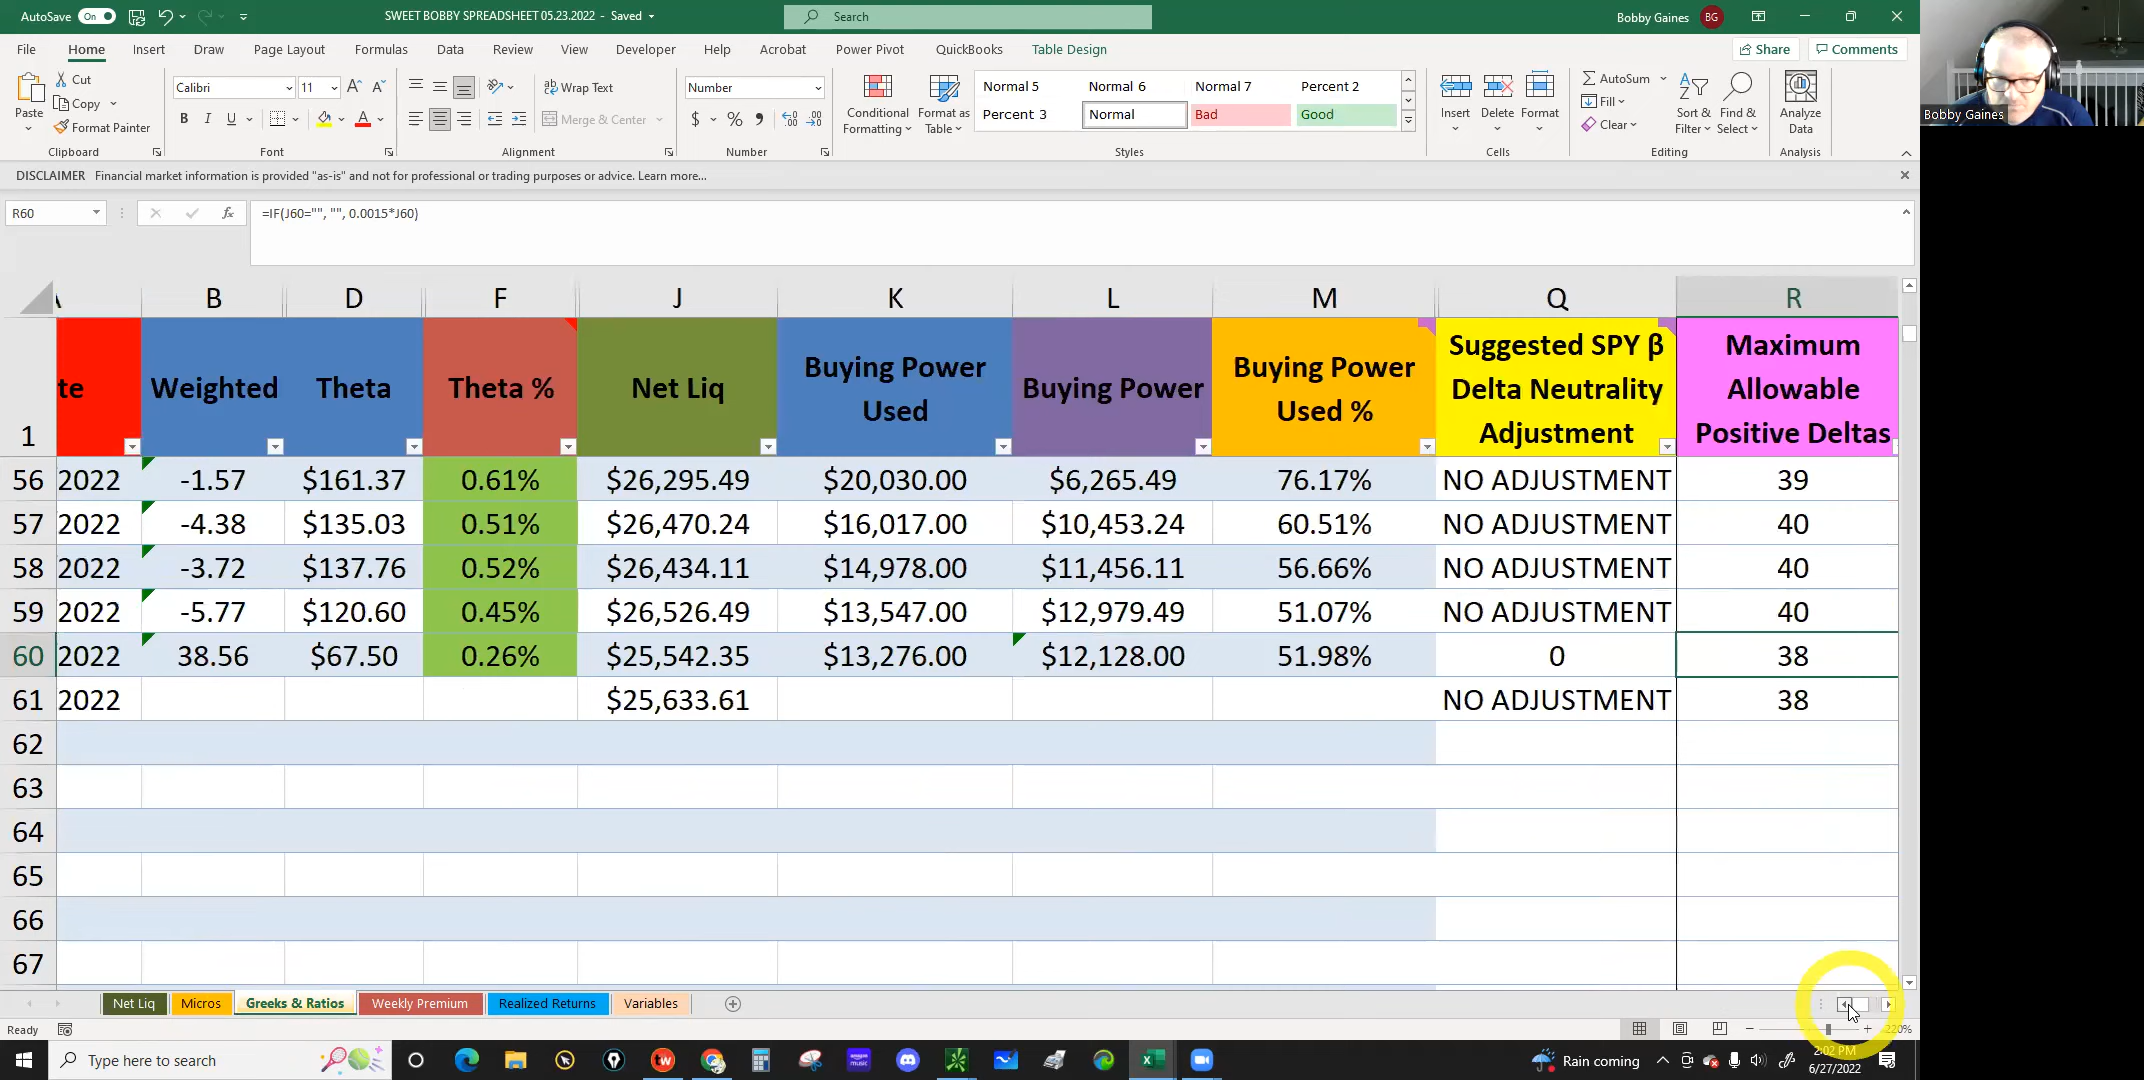 AutoSave On
SWEET BOBBY SPREADSHEET 05.23.2022 - Saved
Search
Bobby Gaines BG
File Home Insert Draw Page Layout Formulas Data Review View Developer Help Acrobat Power Pivot QuickBooks Table Design
Share Comments
Paste
Cut
Copy
Format Painter
Clipboard
Calibri 11
B I U
Font
Wrap Text
Merge & Center
Alignment
Number
$ % 9
Number
Conditional Formatting
Format as Table
Normal 5 Normal 6 Normal 7 Percent 2
Percent 3 Normal Bad Good
Styles
Insert Delete Format
Cells
AutoSum
Fill
Clear
Sort & Filter
Find & Select
Editing
Analyze Data
Analysis
Bobby Gaines
DISCLAIMER Financial market information is provided "as-is" and not for professional or trading purposes or advice. Learn more...
R60 fx =IF(J60="", "", 0.0015*J60)
A B D F J K L M Q R
1 te Weighted Theta Theta % Net Liq Buying Power Used Buying Power Buying Power Used % Suggested SPY β Delta Neutrality Adjustment Maximum Allowable Positive Deltas
56 2022 -1.57 $161.37 0.61% $26,295.49 $20,030.00 $6,265.49 76.17% NO ADJUSTMENT 39
57 2022 -4.38 $135.03 0.51% $26,470.24 $16,017.00 $10,453.24 60.51% NO ADJUSTMENT 40
58 2022 -3.72 $137.76 0.52% $26,434.11 $14,978.00 $11,456.11 56.66% NO ADJUSTMENT 40
59 2022 -5.77 $120.60 0.45% $26,526.49 $13,547.00 $12,979.49 51.07% NO ADJUSTMENT 40
60 2022 38.56 $67.50 0.26% $25,542.35 $13,276.00 $12,128.00 51.98% 0 38
61 2022 $25,633.61 NO ADJUSTMENT 38
62
63
64
65
66
67
Net Liq Micros Greeks & Ratios Weekly Premium Realized Returns Variables
Ready
220%
Type here to search
Rain coming
2:02 PM
6/27/2022